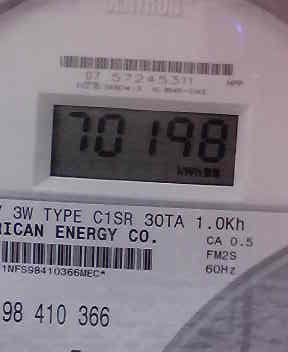 07 57245311
70198
kWh
3W TYPE C1SR 30TA 1.0Kh
RICAN ENERGY CO.
CA 0.5
FM2S
1NFS98410366MEC*
60Hz
98 410 366